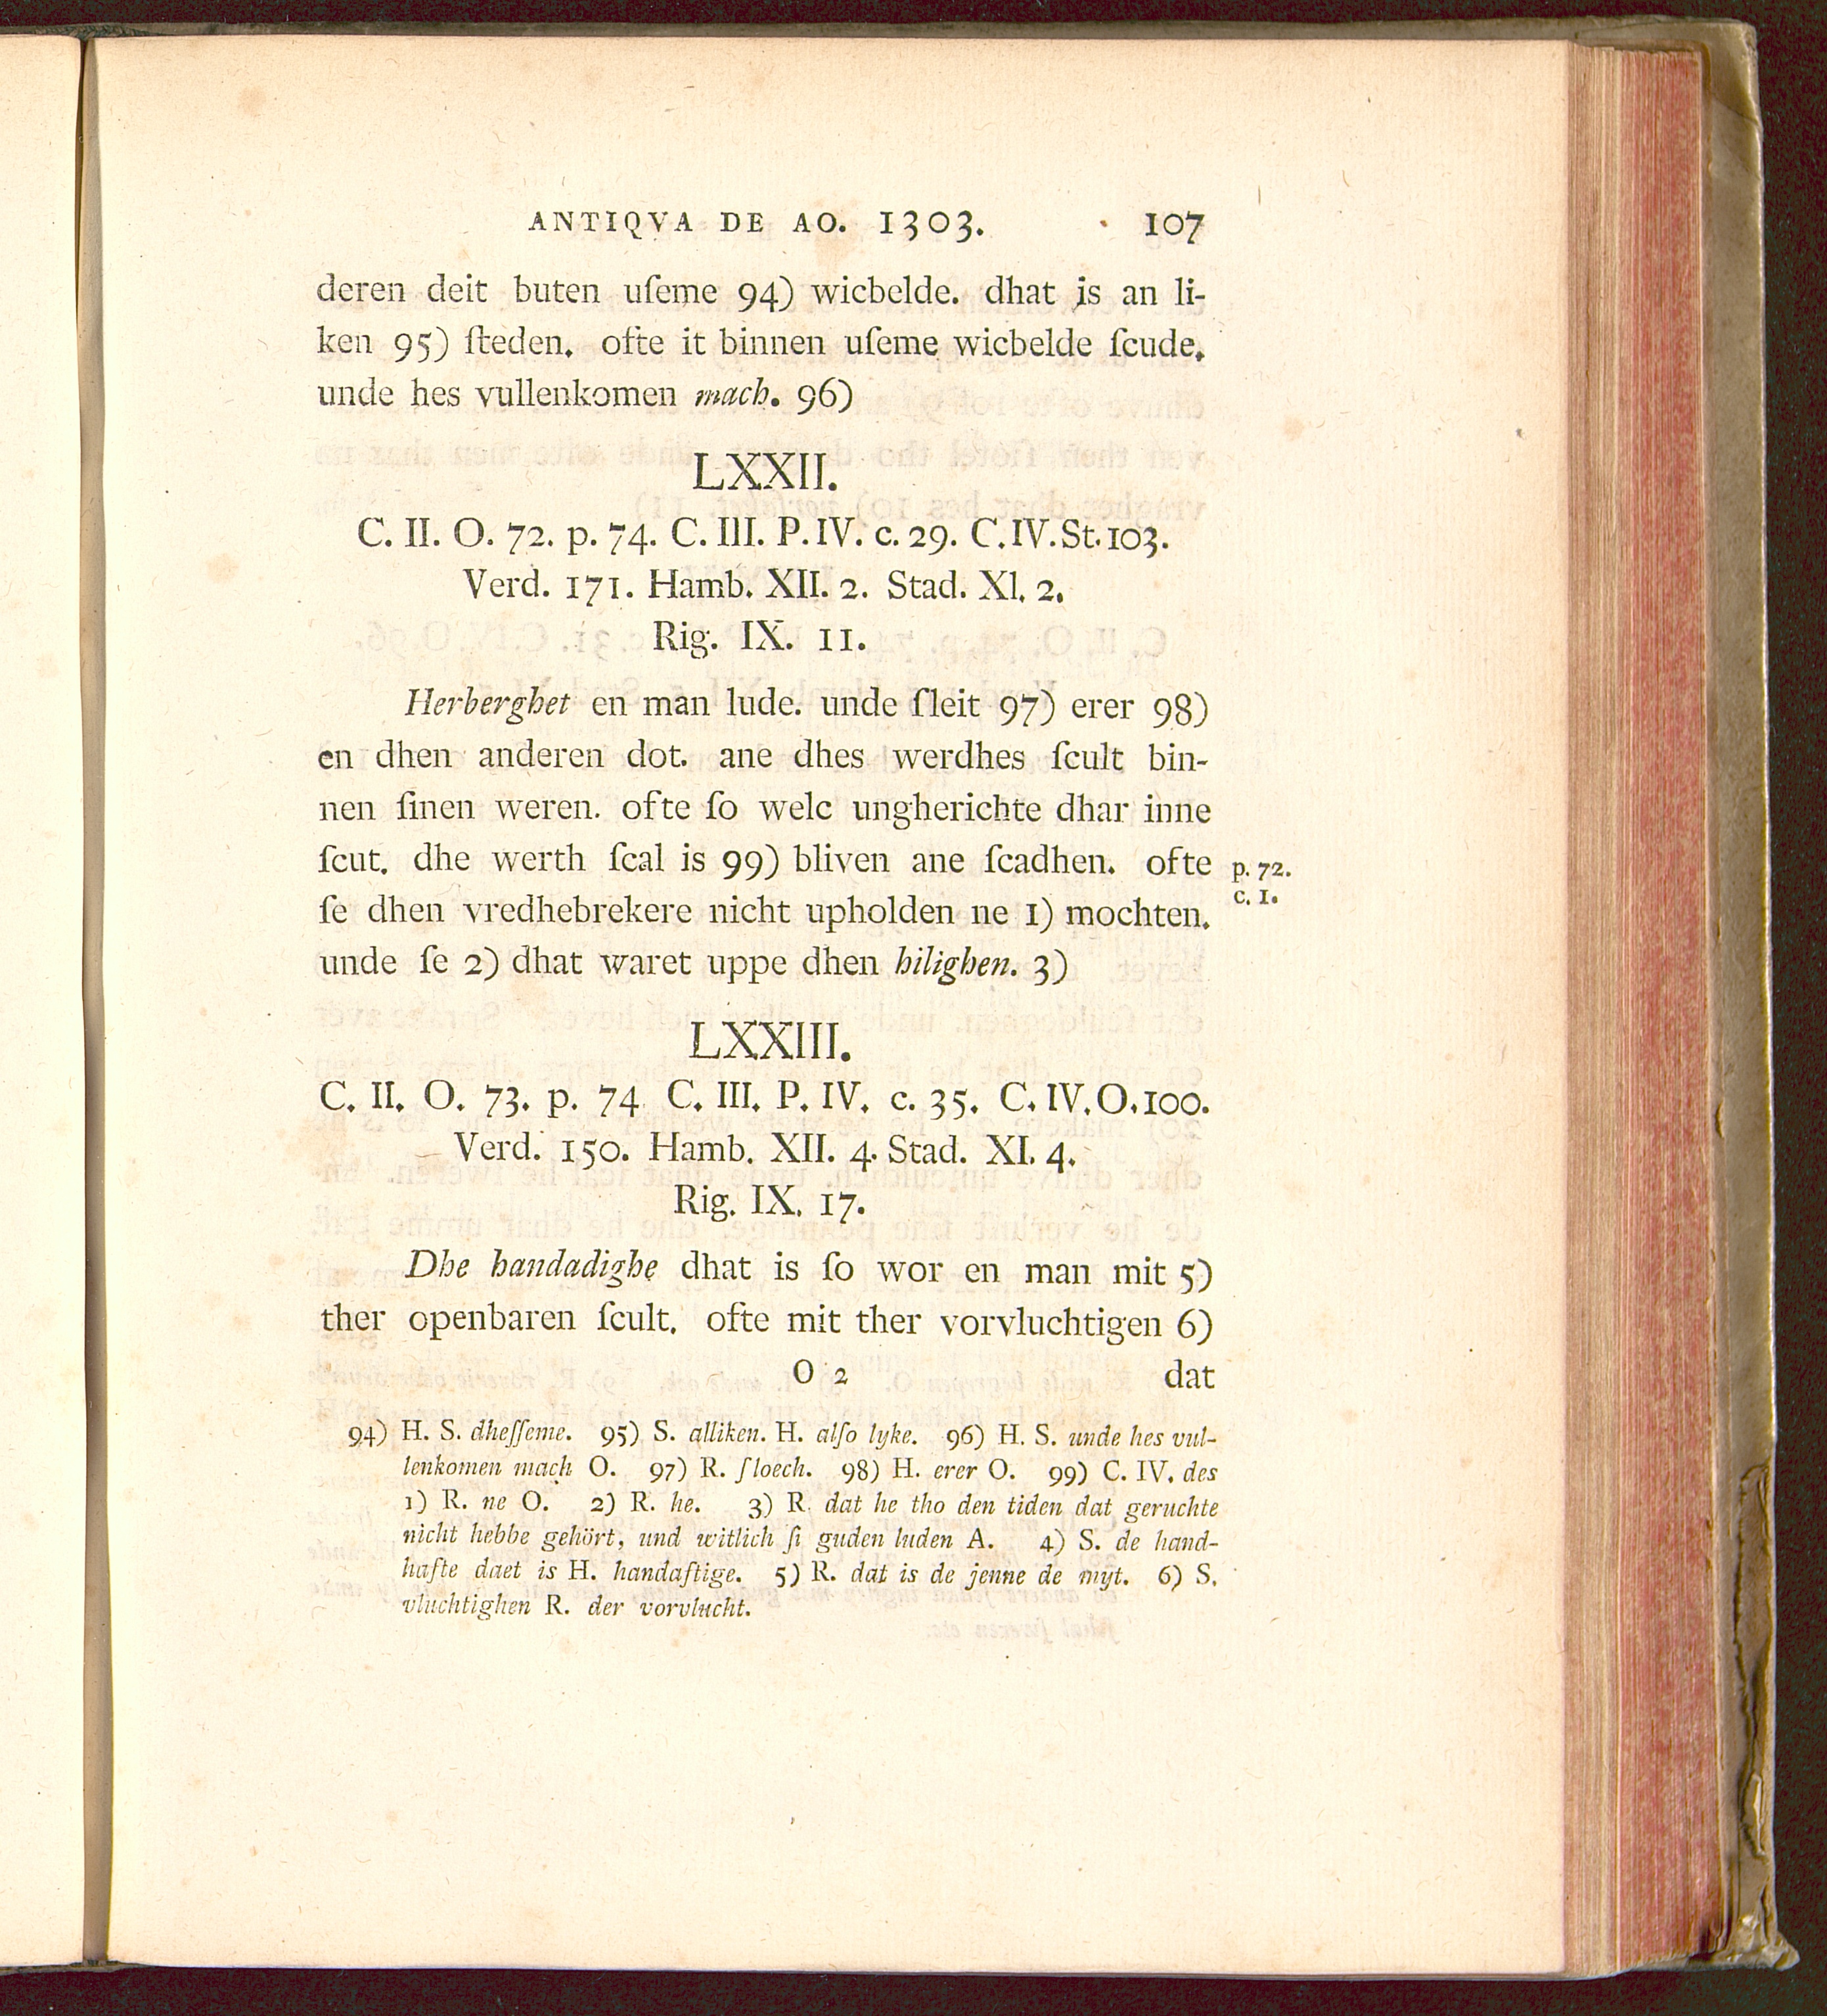 ANTIQVA DE AO. 1303. 107
deren deit buten uſeme 94) wicbelde. dhat is an li-
ken 95) ſteden. ofte it binnen uſeme wicbelde ſcude.
unde hes vullenkomen mach. 96)
LXXII.
C. II. O. 72. p. 74. C. III. P. IV. c. 29. C. IV. St. 103.
Verd. 171. Hamb. XII. 2. Stad. XI. 2.
Rig. IX. 11.
Herberghet en man lude. unde ſleit 97) erer 98)
en dhen anderen dot. ane dhes werdhes ſcult bin-
nen ſinen weren. ofte ſo welc ungherichte dhar inne
ſcut. dhe werth ſcal is 99) bliven ane ſcadhen. ofte p. 72.
ſe dhen vredhebrekere nicht upholden ne 1) mochten. c. 1.
unde ſe 2) dhat waret uppe dhen hilighen. 3)
LXXIII.
C. II. O. 73. p. 74 C. III. P. IV. c. 35. C. IV. O. 100.
Verd. 150. Hamb. XII. 4. Stad. XI. 4.
Rig. IX. 17.
Dhe handadighe dhat is ſo wor en man mit 5)
ther openbaren ſcult. ofte mit ther vorvluchtigen 6)
O 2 dat
94) H. S. dheſſeme. 95) S. alliken. H. alſo lyke. 96) H. S. unde hes vul-
lenkomen mach O. 97) R. ſloech. 98) H. erer O. 99) C. IV. des
1) R. ne O. 2) R. he. 3) R. dat he tho den tiden dat geruchte
nicht hebbe gehört, und witlich ſi guden luden A. 4) S. de hand-
hafte daet is H. handaftige. 5) R. dat is de jenne de myt. 6) S.
vluchtighen R. der vorvlucht.